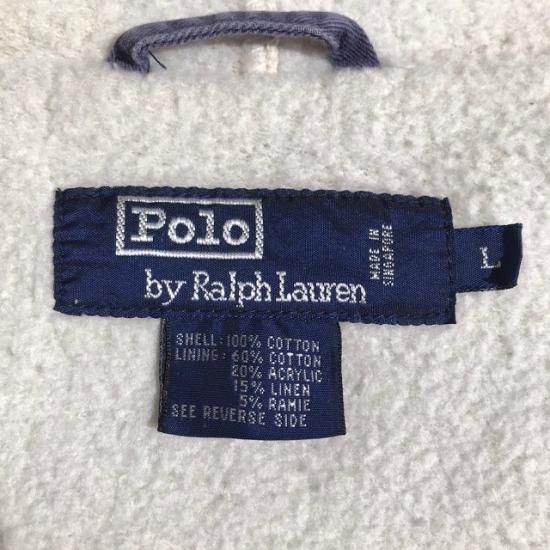 Polo
by Ralph Lauren
MADE IN
SINGAPORE
L
SHELL: 100% COTTON
LINING: 60% COTTON
20% ACRYLIC
15% LINEN
5% RAMIE
SEE REVERSE SIDE